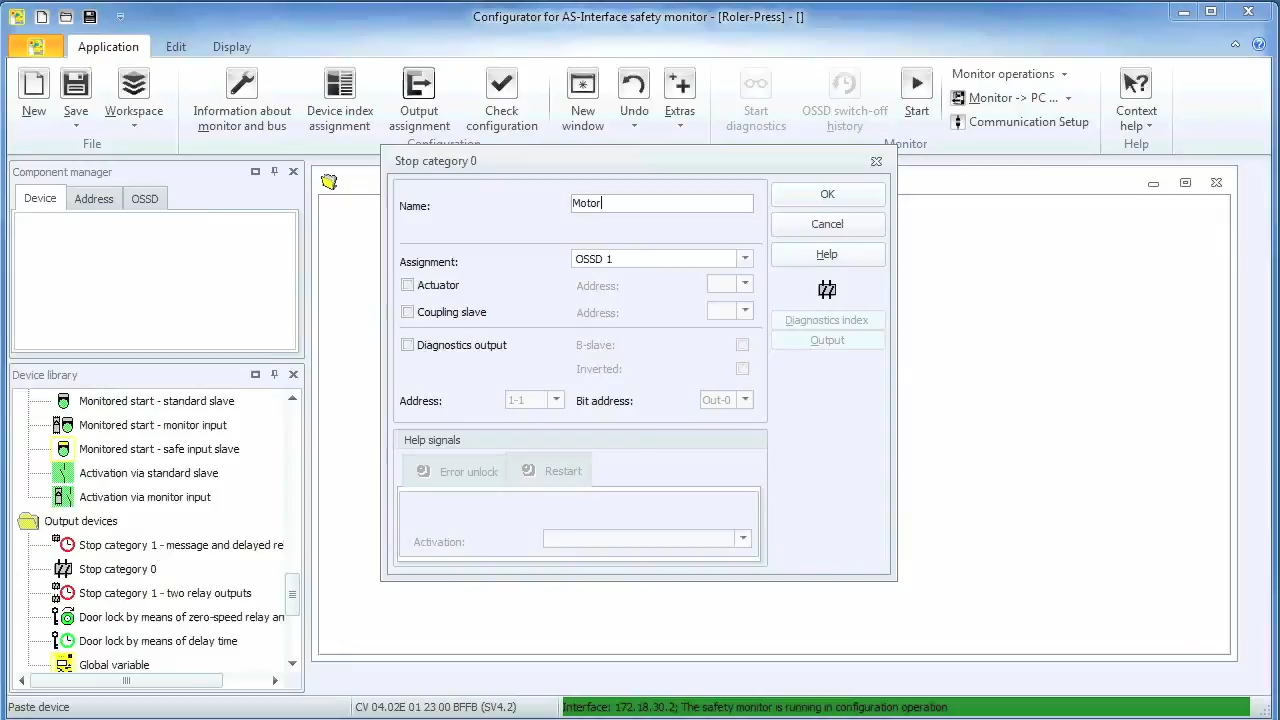 Configurator for AS-Interface safety monitor - [Roler-Press] - []
Application Edit Display
New
Save
Workspace
Information about monitor and bus
Device index assignment
Output assignment
Check configuration
New window
Undo
Extras
Start diagnostics
OSSD switch-off history
Start
Monitor operations
Monitor -> PC ...
Communication Setup
Context help
File
Configuration
Monitor
Help
Component manager
Device Address OSSD
Device library
Monitored start - standard slave
Monitored start - monitor input
Monitored start - safe input slave
Activation via standard slave
Activation via monitor input
Output devices
Stop category 1 - message and delayed re
Stop category 0
Stop category 1 - two relay outputs
Door lock by means of zero-speed relay an
Door lock by means of delay time
Global variable
Stop category 0
Name: Motor
Assignment: OSSD 1
Actuator Address:
Coupling slave Address:
Diagnostics output B-slave:
Inverted:
Address: 1-1 Bit address: Out-0
Help signals
Error unlock Restart
Activation:
OK
Cancel
Help
Diagnostics index
Output
Paste device
CV 04.02E 01 23 00 BFFB (SV4.2)
Interface: 172.18.30.2; The safety monitor is running in configuration operation